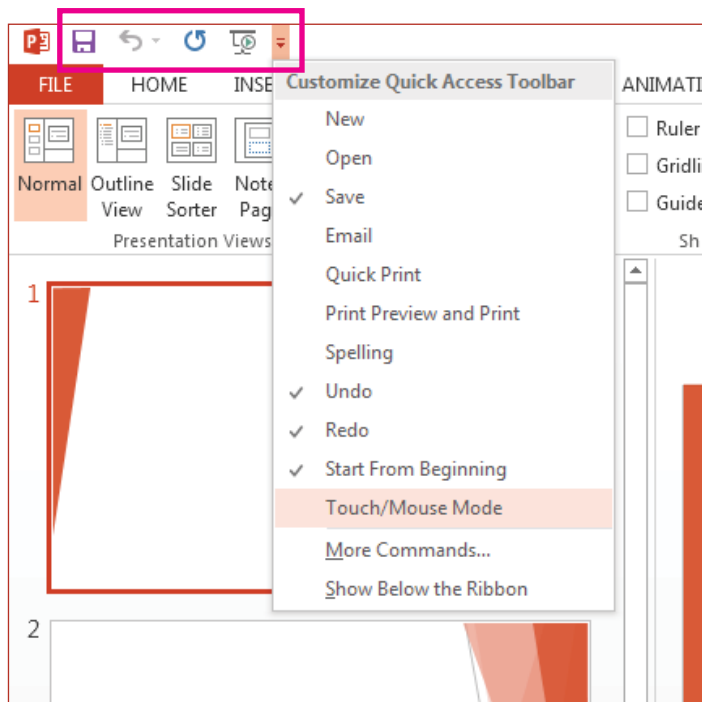 FILE HOME INSE ANIMATI
Customize Quick Access Toolbar
New
Open
Save
Email
Quick Print
Print Preview and Print
Spelling
Undo
Redo
Start From Beginning
Touch/Mouse Mode
More Commands...
Show Below the Ribbon
Normal
Outline
View
Slide
Sorter
Note
Pag
Presentation Views
Ruler
Gridli
Guide
Sh
1
2